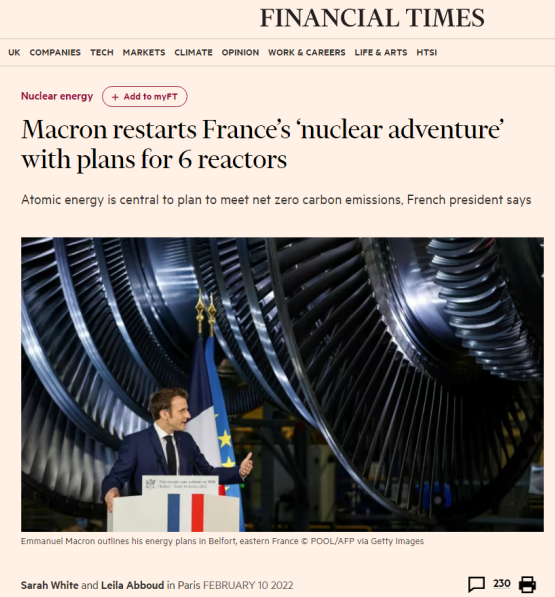 FINANCIAL TIMES
UK COMPANIES TECH MARKETS CLIMATE OPINION WORK & CAREERS LIFE & ARTS HTSI
Nuclear energy + Add to myFT
Macron restarts France’s ‘nuclear adventure’
with plans for 6 reactors
Atomic energy is central to plan to meet net zero carbon emissions, French president says
Emmanuel Macron outlines his energy plans in Belfort, eastern France © POOL/AFP via Getty Images
Sarah White and Leila Abboud in Paris FEBRUARY 10 2022 230